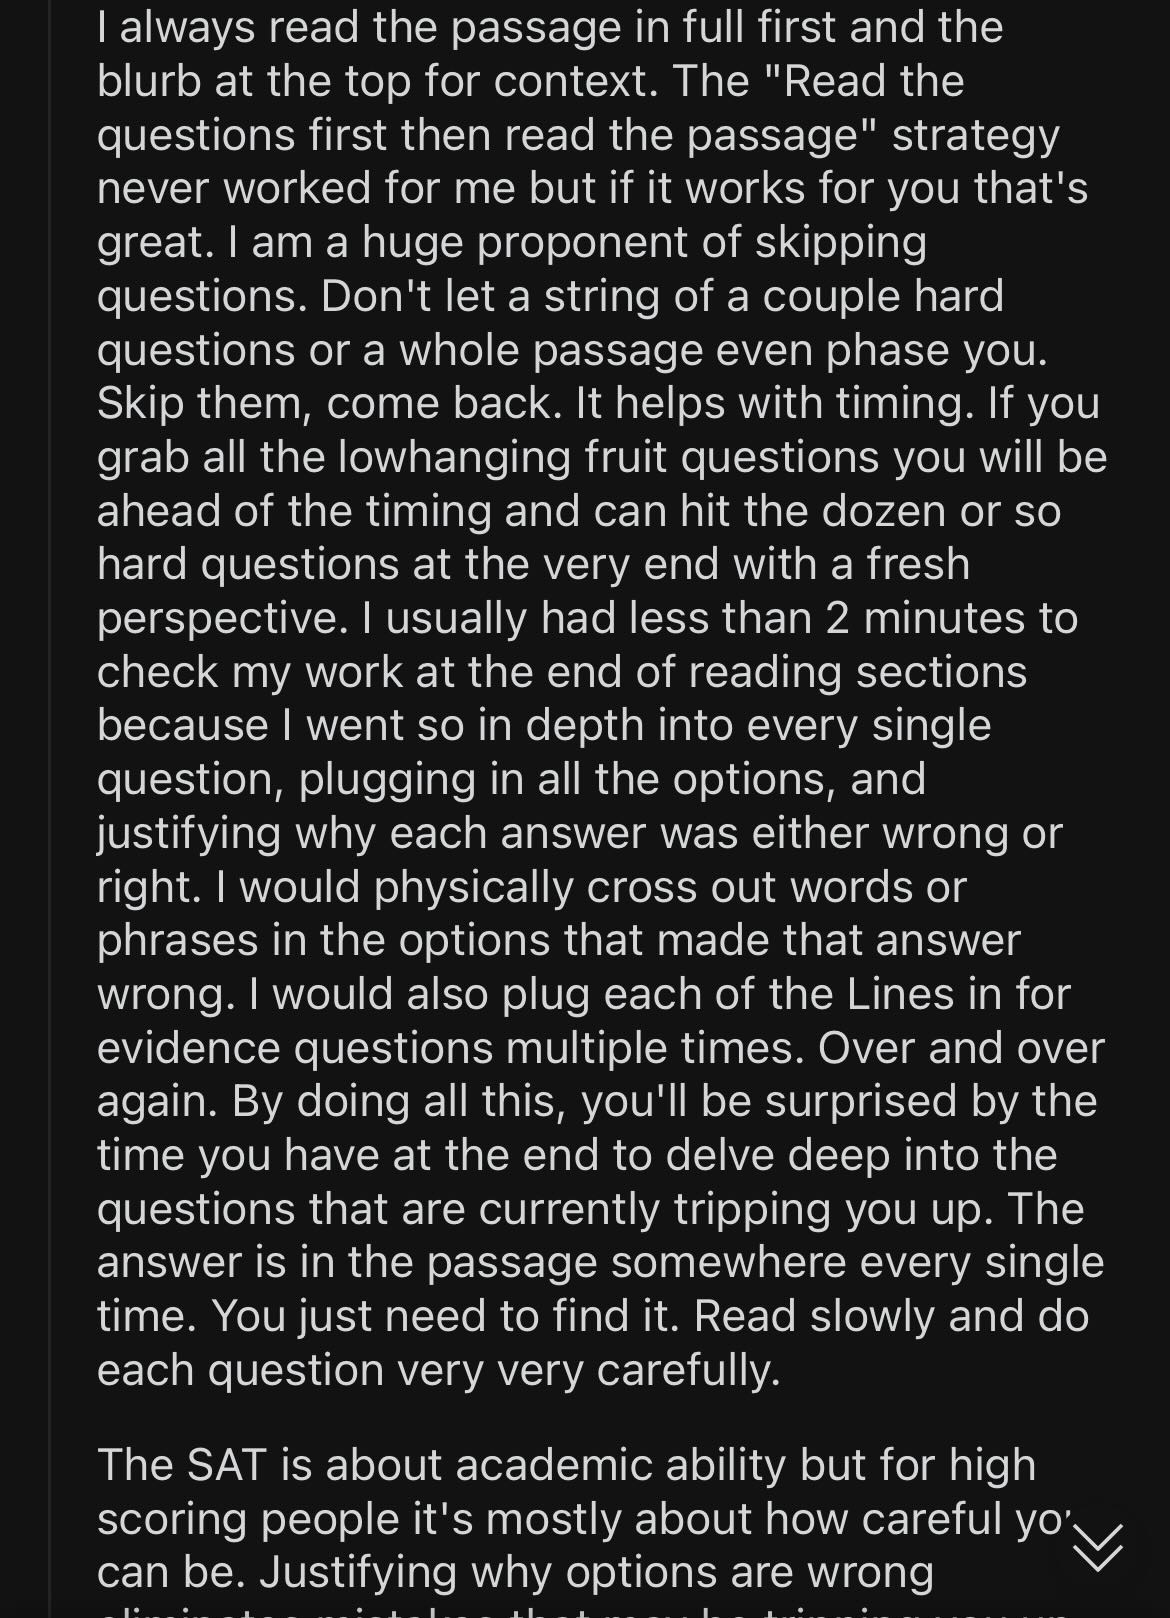 I always read the passage in full first and the
blurb at the top for context. The "Read the
questions first then read the passage" strategy
never worked for me but if it works for you that's
great. I am a huge proponent of skipping
questions. Don't let a string of a couple hard
questions or a whole passage even phase you.
Skip them, come back. It helps with timing. If you
grab all the lowhanging fruit questions you will be
ahead of the timing and can hit the dozen or so
hard questions at the very end with a fresh
perspective. I usually had less than 2 minutes to
check my work at the end of reading sections
because I went so in depth into every single
question, plugging in all the options, and
justifying why each answer was either wrong or
right. I would physically cross out words or
phrases in the options that made that answer
wrong. I would also plug each of the Lines in for
evidence questions multiple times. Over and over
again. By doing all this, you'll be surprised by the
time you have at the end to delve deep into the
questions that are currently tripping you up. The
answer is in the passage somewhere every single
time. You just need to find it. Read slowly and do
each question very very carefully.
The SAT is about academic ability but for high
scoring people it's mostly about how careful you
can be. Justifying why options are wrong
eliminates mistakes that may be tripping you up